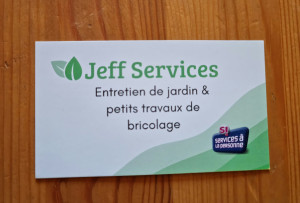 Jeff Services
Entretien de jardin &
petits travaux de
bricolage
SERVICES À
LA PERSONNE